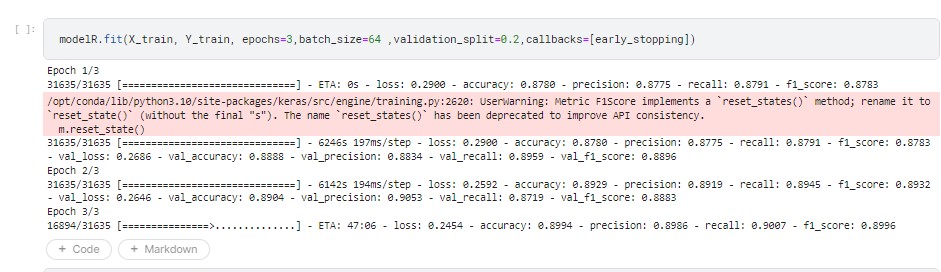 [ ]:
modelR.fit(X_train, Y_train, epochs=3,batch_size=64 ,validation_split=0.2,callbacks=[early_stopping])
Epoch 1/3
31635/31635 [==============================] - ETA: 0s - loss: 0.2900 - accuracy: 0.8780 - precision: 0.8775 - recall: 0.8791 - f1_score: 0.8783
/opt/conda/lib/python3.10/site-packages/keras/src/engine/training.py:2620: UserWarning: Metric F1Score implements a `reset_states()` method; rename it to
`reset_state()` (without the final "s"). The name `reset_states()` has been deprecated to improve API consistency.
m.reset_state()
31635/31635 [==============================] - 6246s 197ms/step - loss: 0.2900 - accuracy: 0.8780 - precision: 0.8775 - recall: 0.8791 - f1_score: 0.8783
- val_loss: 0.2686 - val_accuracy: 0.8888 - val_precision: 0.8834 - val_recall: 0.8959 - val_f1_score: 0.8896
Epoch 2/3
31635/31635 [==============================] - 6142s 194ms/step - loss: 0.2592 - accuracy: 0.8929 - precision: 0.8919 - recall: 0.8945 - f1_score: 0.8932
- val_loss: 0.2646 - val_accuracy: 0.8904 - val_precision: 0.9053 - val_recall: 0.8719 - val_f1_score: 0.8883
Epoch 3/3
16894/31635 [===============>..............] - ETA: 47:06 - loss: 0.2454 - accuracy: 0.8994 - precision: 0.8986 - recall: 0.9007 - f1_score: 0.8996
+ Code + Markdown